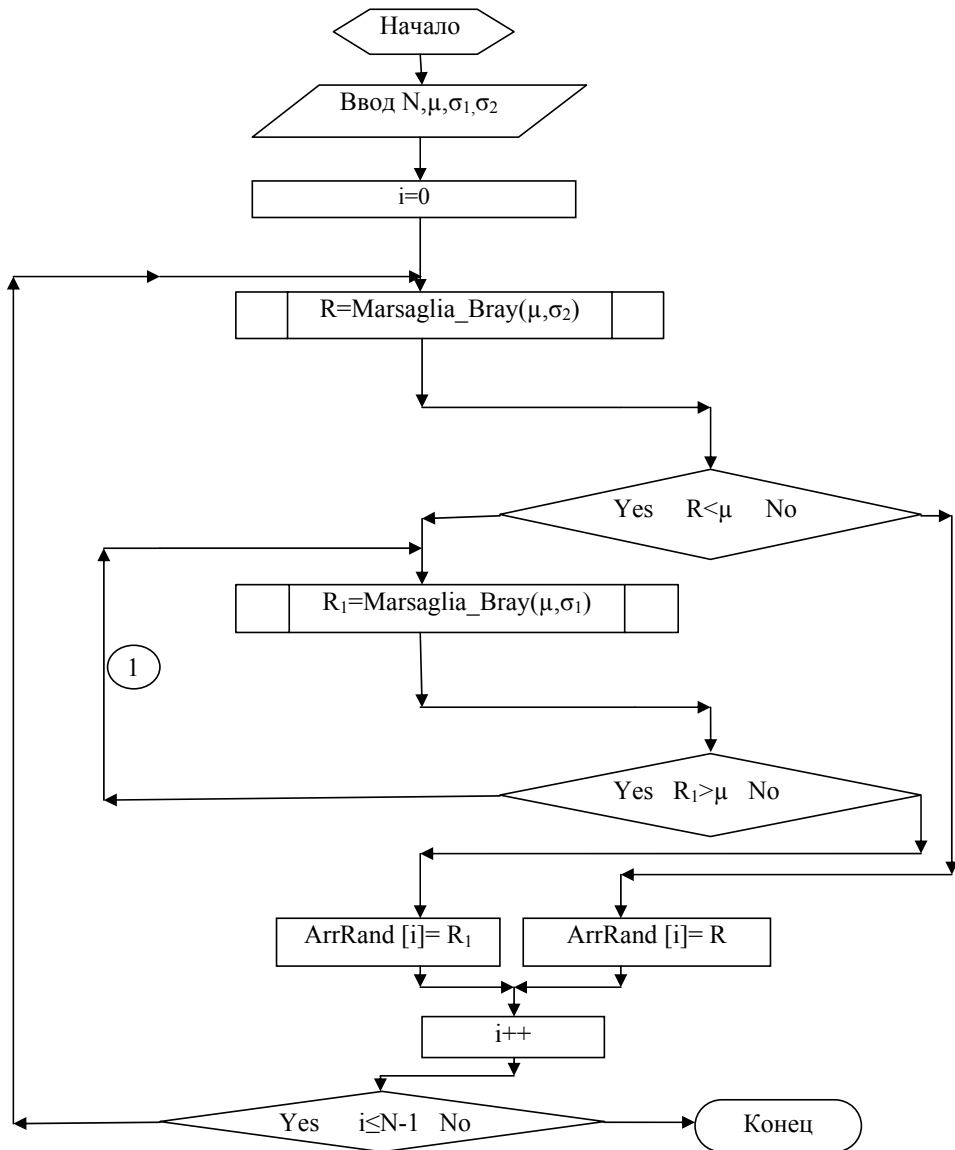 Начало
Ввод N,μ,σ₁,σ₂
i=0
R=Marsaglia_Bray(μ,σ₂)
Yes R<μ No
R₁=Marsaglia_Bray(μ,σ₁)
1
Yes R₁>μ No
ArrRand [i]= R₁
ArrRand [i]= R
i++
Yes i≤N-1 No
Конец